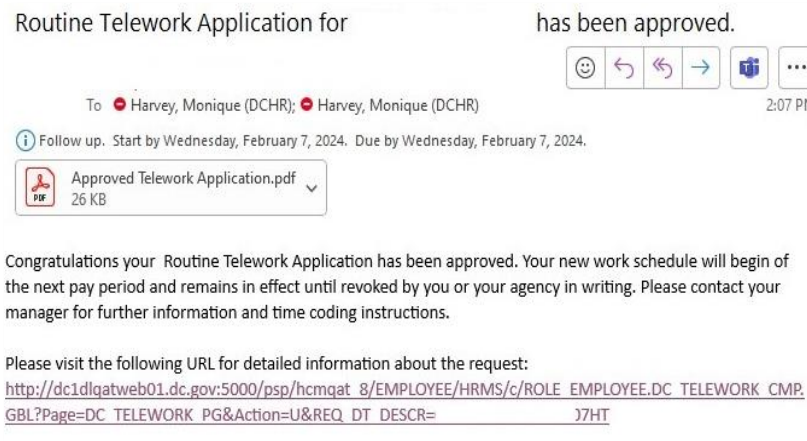 Routine Telework Application for has been approved.
To Harvey, Monique (DCHR); Harvey, Monique (DCHR)
2:07 PM
Follow up. Start by Wednesday, February 7, 2024. Due by Wednesday, February 7, 2024.
PDF
Approved Telework Application.pdf
26 KB
Congratulations your Routine Telework Application has been approved. Your new work schedule will begin of
the next pay period and remains in effect until revoked by you or your agency in writing. Please contact your
manager for further information and time coding instructions.
Please visit the following URL for detailed information about the request:
http://dc1dlqatweb01.dc.gov:5000/psp/hcmqat_8/EMPLOYEE/HRMS/c/ROLE_EMPLOYEE.DC_TELEWORK_CMP.
GBL?Page=DC_TELEWORK_PG&Action=U&REQ_DT_DESCR= J7HT